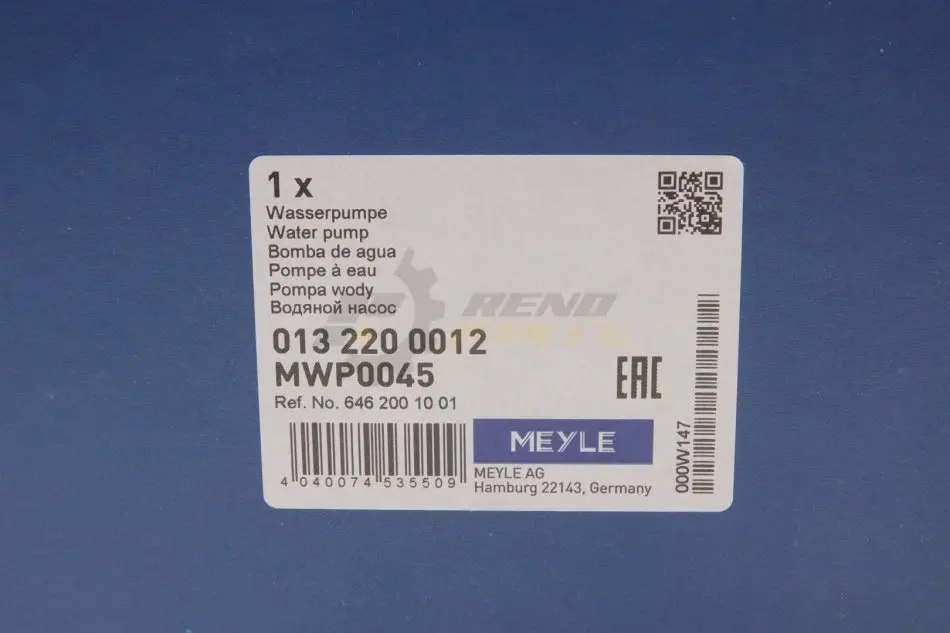 1 x
Wasserpumpe
Water pump
Bomba de agua
Pompe à eau
Pompa wody
Водяной насос
RENO
PARTS
013 220 0012
MWP0045
Ref. No. 646 200 10 01
EAC
4 040074 535509
MEYLE
MEYLE AG
Hamburg 22143, Germany
000W147